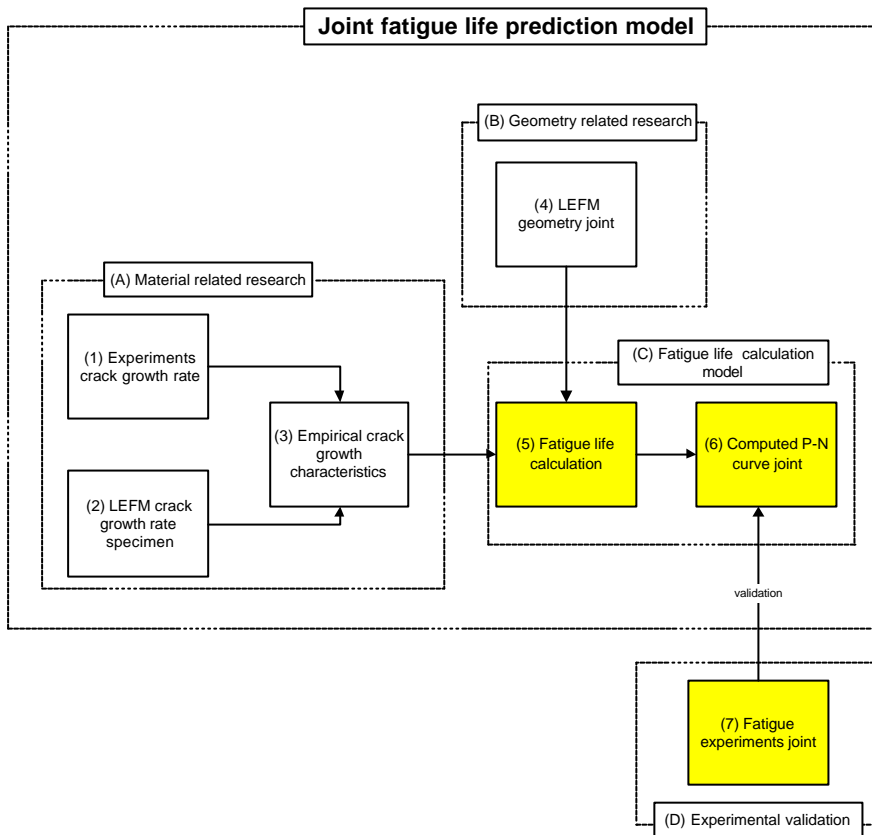 Joint fatigue life prediction model
(B) Geometry related research
(4) LEFM
geometry joint
(A) Material related research
(1) Experiments
crack growth rate
(C) Fatigue life calculation
model
(3) Empirical crack
growth
characteristics
(5) Fatigue life
calculation
(6) Computed P-N
curve joint
(2) LEFM crack
growth rate
specimen
validation
(7) Fatigue
experiments joint
(D) Experimental validation